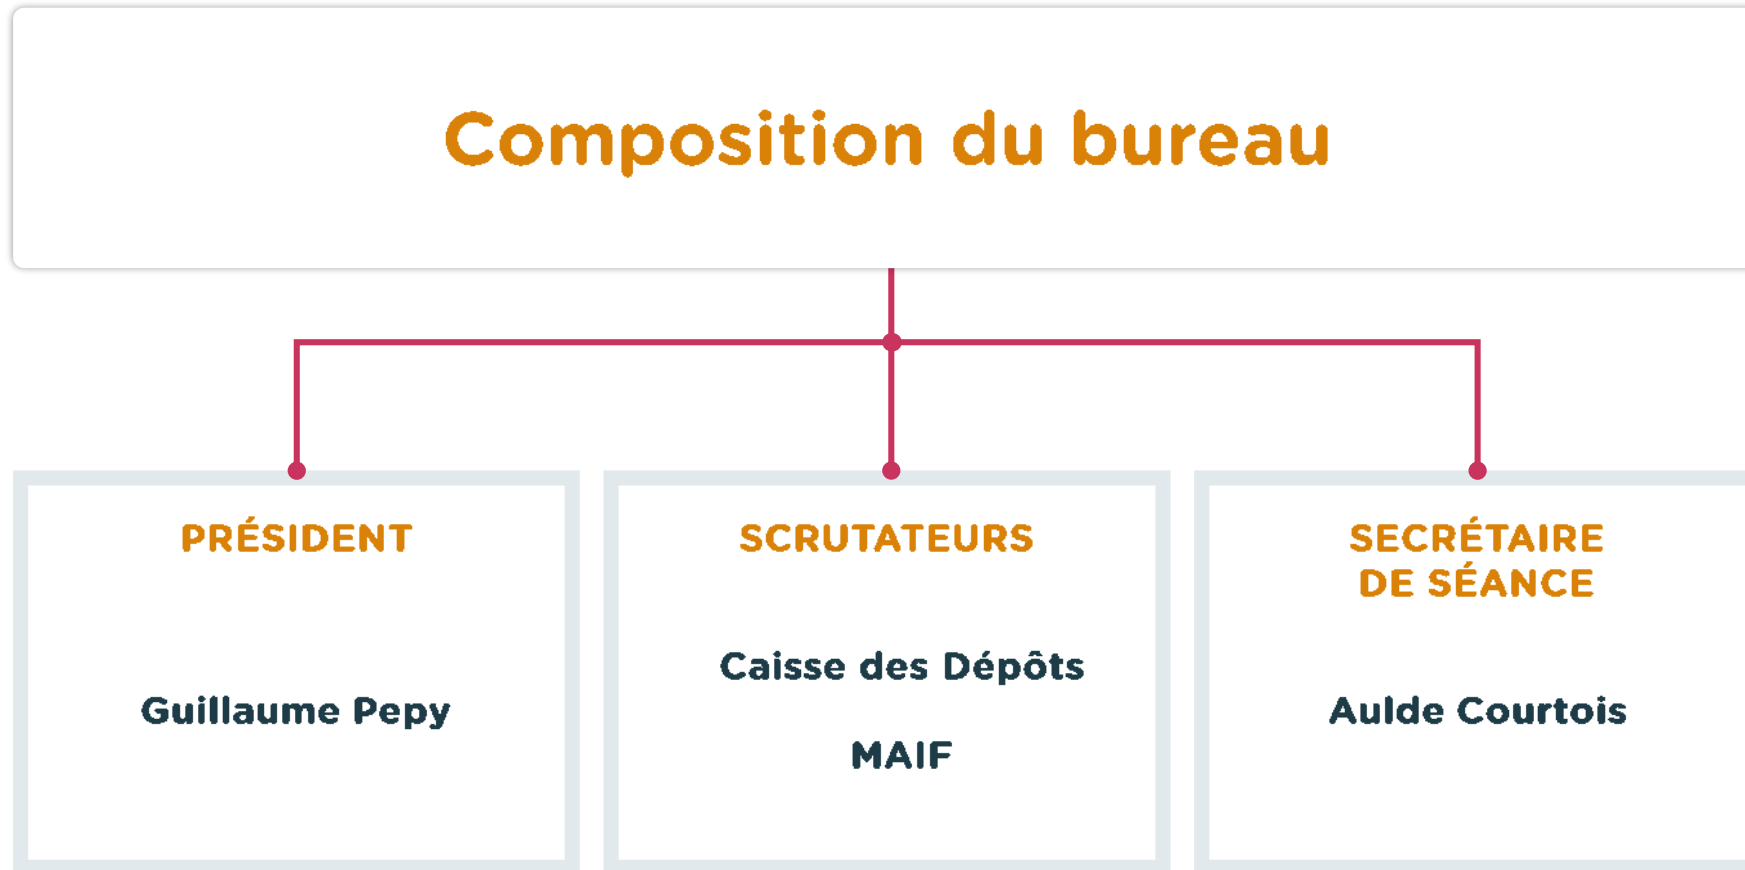 Composition du bureau
PRÉSIDENT
Guillaume Pepy
SCRUTATEURS
Caisse des Dépôts
MAIF
SECRÉTAIRE
DE SÉANCE
Aulde Courtois